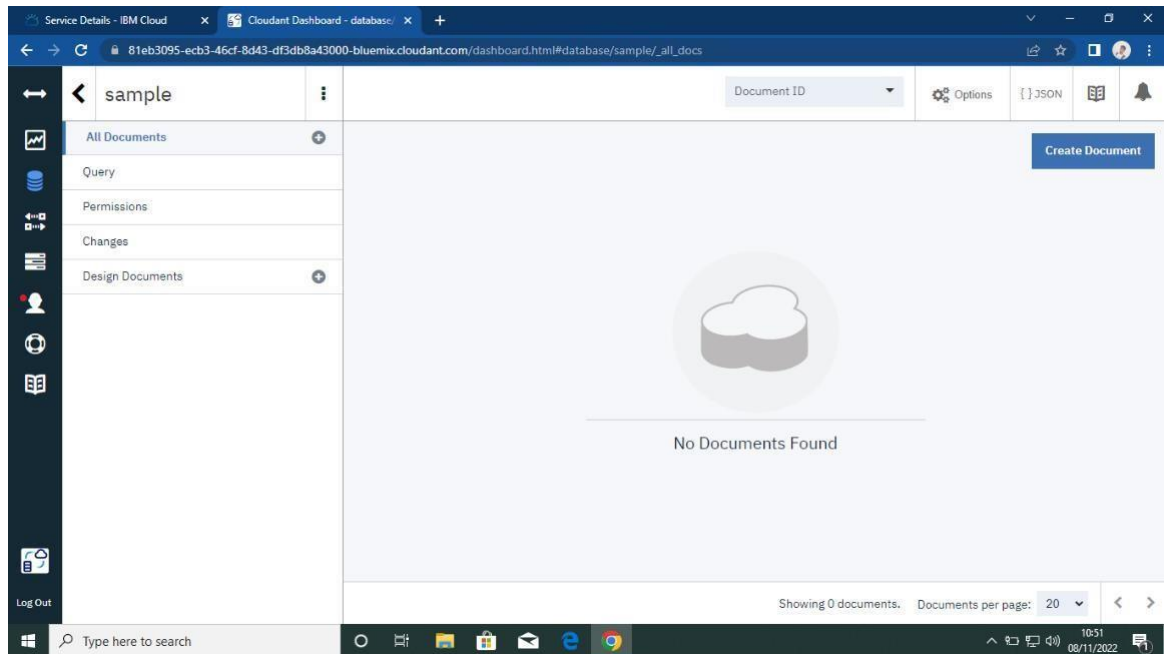 Service Details - IBM Cloud
Cloudant Dashboard - database/
81eb3095-ecb3-46cf-8d43-df3db8a43000-bluemix.cloudant.com/dashboard.html#database/sample/_all_docs
sample
Document ID
Options
{ } JSON
All Documents
Create Document
Query
Permissions
Changes
Design Documents
No Documents Found
Log Out
Showing 0 documents.
Documents per page: 20
Type here to search
10:51
08/11/2022
1